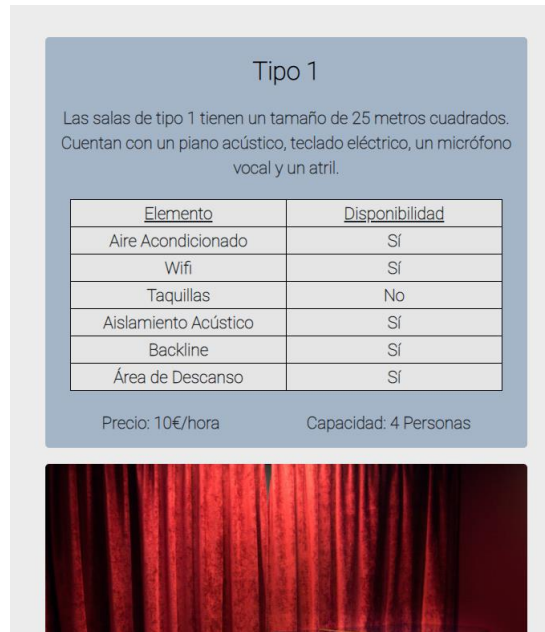 Tipo 1
Las salas de tipo 1 tienen un tamaño de 25 metros cuadrados.
Cuentan con un piano acústico, teclado eléctrico, un micrófono
vocal y un atril.
Elemento Disponibilidad
Aire Acondicionado Sí
Wifi Sí
Taquillas No
Aislamiento Acústico Sí
Backline Sí
Área de Descanso Sí
Precio: 10€/hora Capacidad: 4 Personas